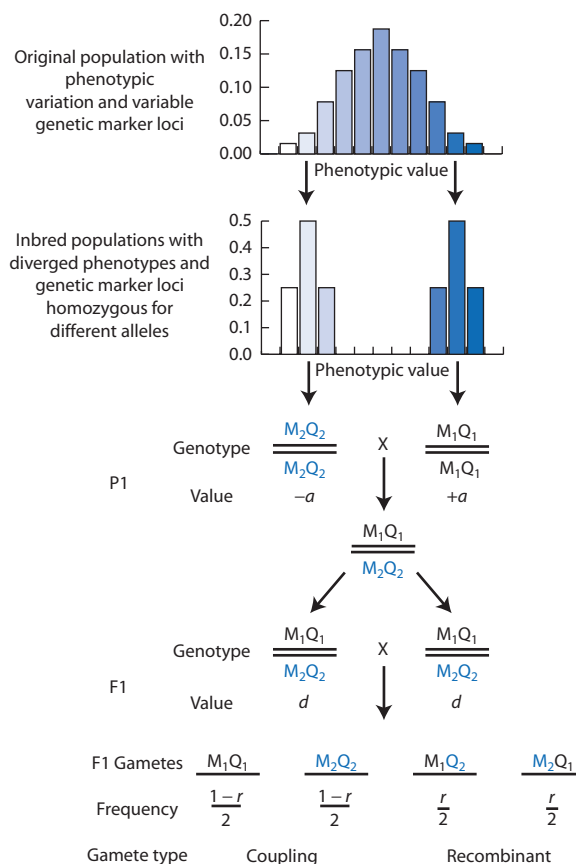 Original population with
phenotypic
variation and variable
genetic marker loci
0.20
0.15
0.10
0.05
0.00
Phenotypic value
Inbred populations with
diverged phenotypes and
genetic marker loci
homozygous for
different alleles
0.5
0.4
0.3
0.2
0.1
0.0
Phenotypic value
P1
Genotype M₂Q₂ X M₁Q₁
M₂Q₂ M₁Q₁
Value –a +a
M₁Q₁
M₂Q₂
F1
Genotype M₁Q₁ X M₁Q₁
M₂Q₂ M₂Q₂
Value d d
F1 Gametes M₁Q₁ M₂Q₂ M₁Q₂ M₂Q₁
Frequency 1 – r/2 1 – r/2 r/2 r/2
Gamete type Coupling Recombinant